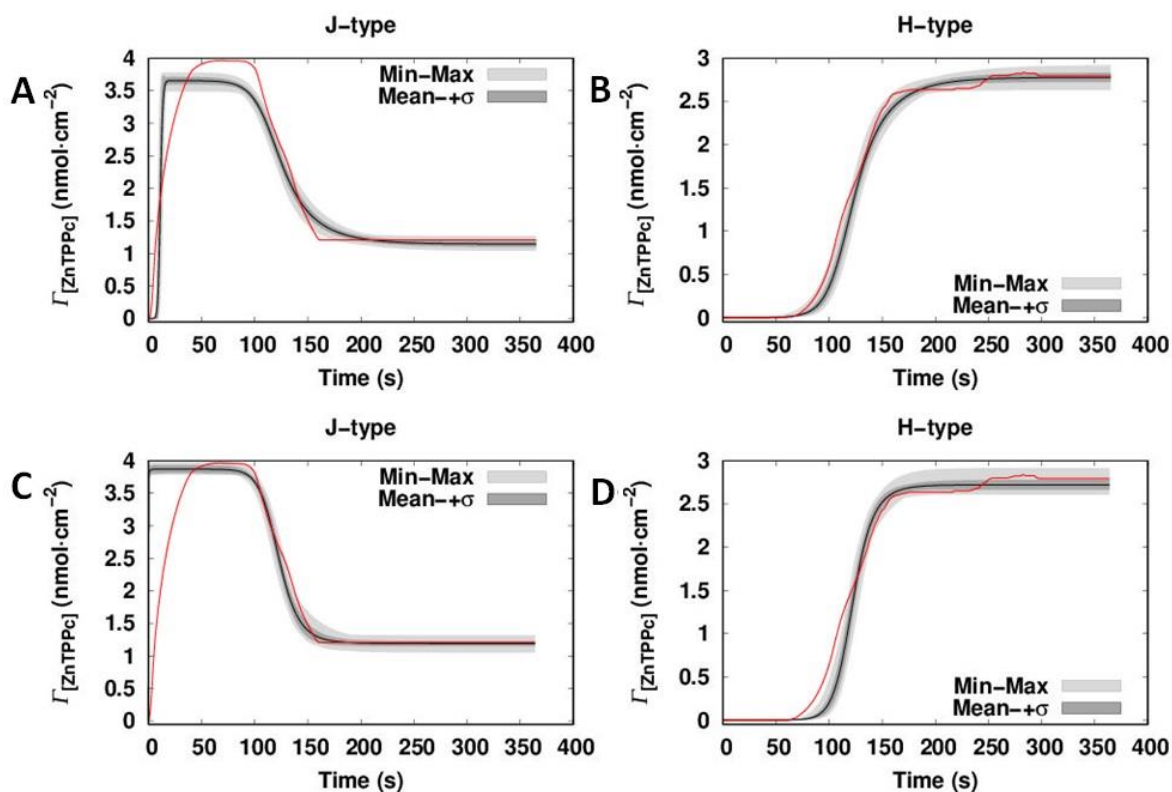 J-type
A
4
3.5
3
2.5
2
1.5
1
0.5
0
Γ[ZnTPPc] (nmol·cm−2)
Min-Max
Mean-+σ
0 50 100 150 200 250 300 350 400
Time (s)
H-type
B
3
2.5
2
1.5
1
0.5
0
Γ[ZnTPPc] (nmol·cm−2)
Min-Max
Mean-+σ
0 50 100 150 200 250 300 350 400
Time (s)
J-type
C
4
3.5
3
2.5
2
1.5
1
0.5
0
Γ[ZnTPPc] (nmol·cm−2)
Min-Max
Mean-+σ
0 50 100 150 200 250 300 350 400
Time (s)
H-type
D
3
2.5
2
1.5
1
0.5
0
Γ[ZnTPPc] (nmol·cm−2)
Min-Max
Mean-+σ
0 50 100 150 200 250 300 350 400
Time (s)